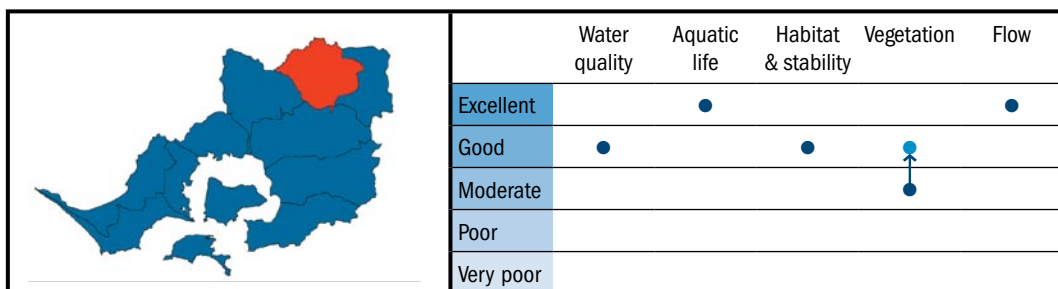 Water quality
Aquatic life
Habitat & stability
Vegetation
Flow
Excellent
Good
Moderate
Poor
Very poor